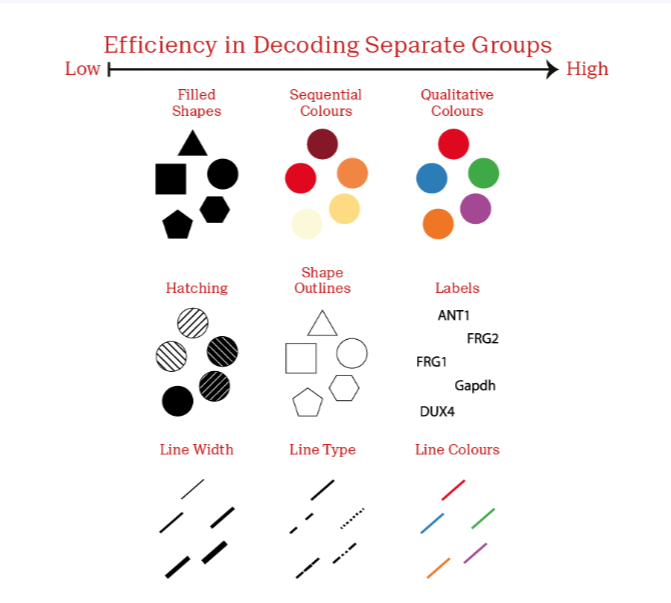 Efficiency in Decoding Separate Groups
Low High
Filled
Shapes
Sequential
Colours
Qualitative
Colours
Hatching
Shape
Outlines
Labels
ANT1
FRG2
FRG1
Gapdh
DUX4
Line Width
Line Type
Line Colours